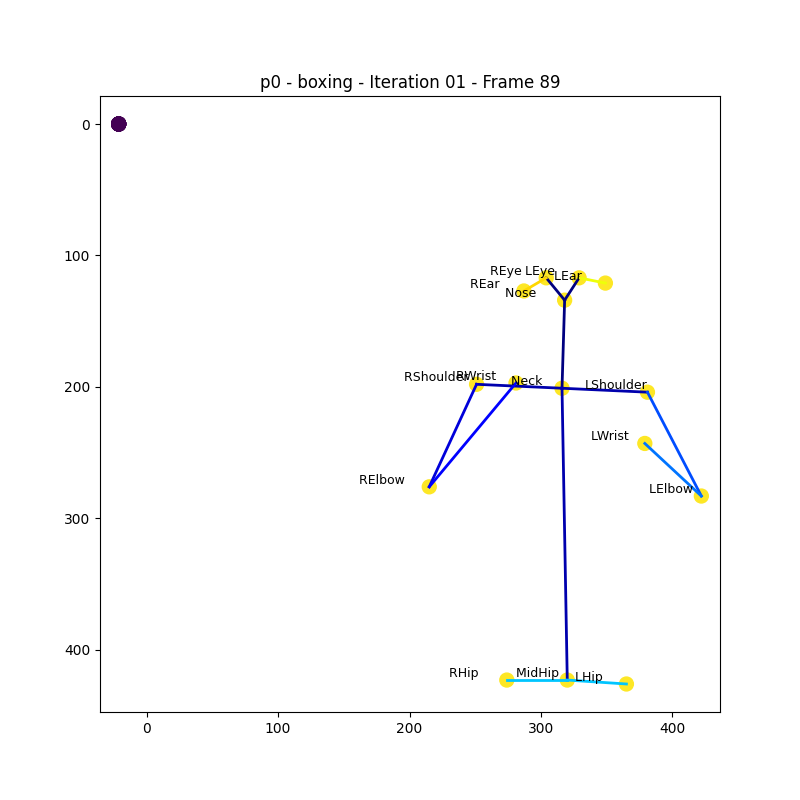 p0 - boxing - Iteration 01 - Frame 89
0
100
REye LEye
LEar
REar
Nose
200
RShoulder
RWrist
Neck
LShoulder
LWrist
RElbow
LElbow
300
400
RHip
MidHip
LHip
0 100 200 300 400